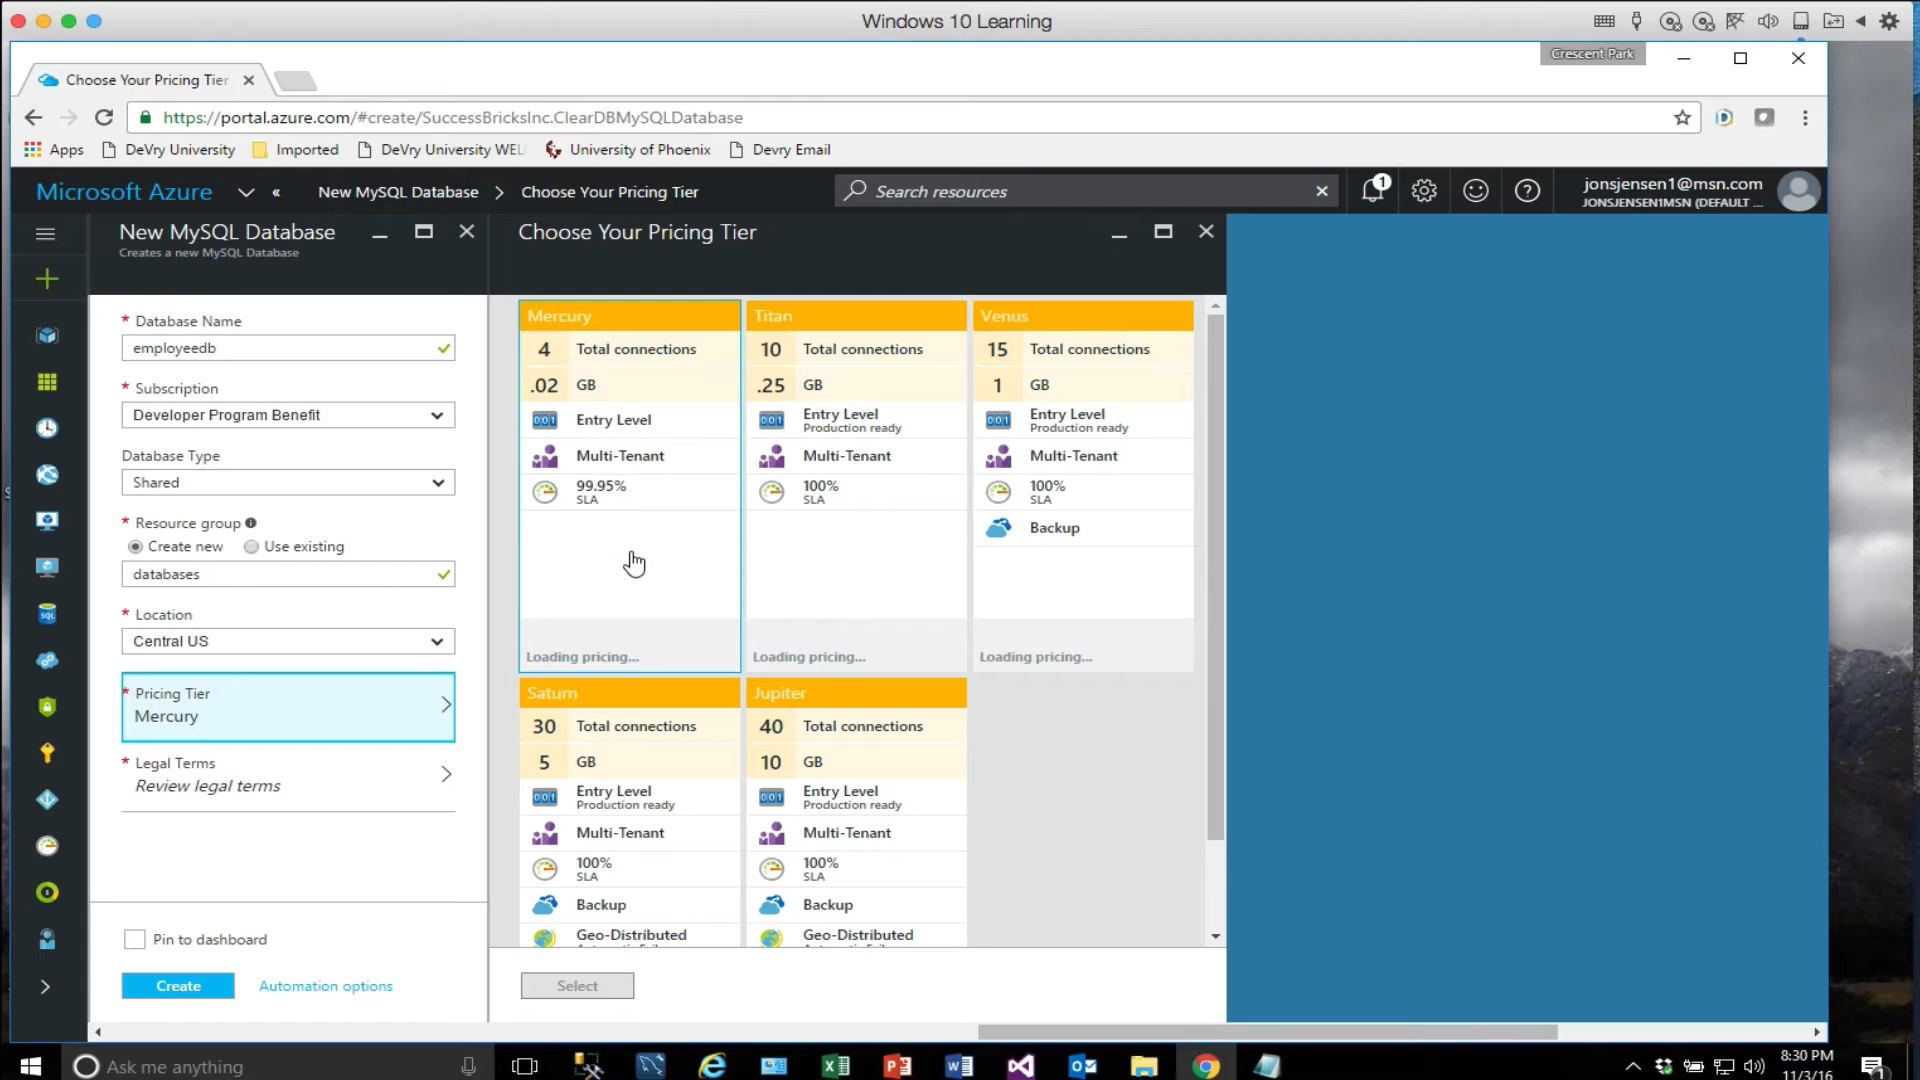 Windows 10 Learning
Crescent Park
Choose Your Pricing Tier
https://portal.azure.com/#create/SuccessBricksInc.ClearDBMySQLDatabase
Apps DeVry University Imported DeVry University WEL University of Phoenix Devry Email
Microsoft Azure « New MySQL Database > Choose Your Pricing Tier Search resources 1 jonsjensen1@msn.com
JONSJENSEN1MSN (DEFAULT ...
New MySQL Database
Creates a new MySQL Database
* Database Name
employeedb
* Subscription
Developer Program Benefit
Database Type
Shared
* Resource group
Create new Use existing
databases
* Location
Central US
* Pricing Tier
Mercury
* Legal Terms
Review legal terms
Pin to dashboard
Create Automation options
Choose Your Pricing Tier
Mercury
4 Total connections
.02 GB
Entry Level
Multi-Tenant
99.95%
SLA
Loading pricing...
Titan
10 Total connections
.25 GB
Entry Level
Production ready
Multi-Tenant
100%
SLA
Loading pricing...
Venus
15 Total connections
1 GB
Entry Level
Production ready
Multi-Tenant
100%
SLA
Backup
Loading pricing...
Saturn
30 Total connections
5 GB
Entry Level
Production ready
Multi-Tenant
100%
SLA
Backup
Geo-Distributed
Jupiter
40 Total connections
10 GB
Entry Level
Production ready
Multi-Tenant
100%
SLA
Backup
Geo-Distributed
Select
Ask me anything
8:30 PM
11/3/16